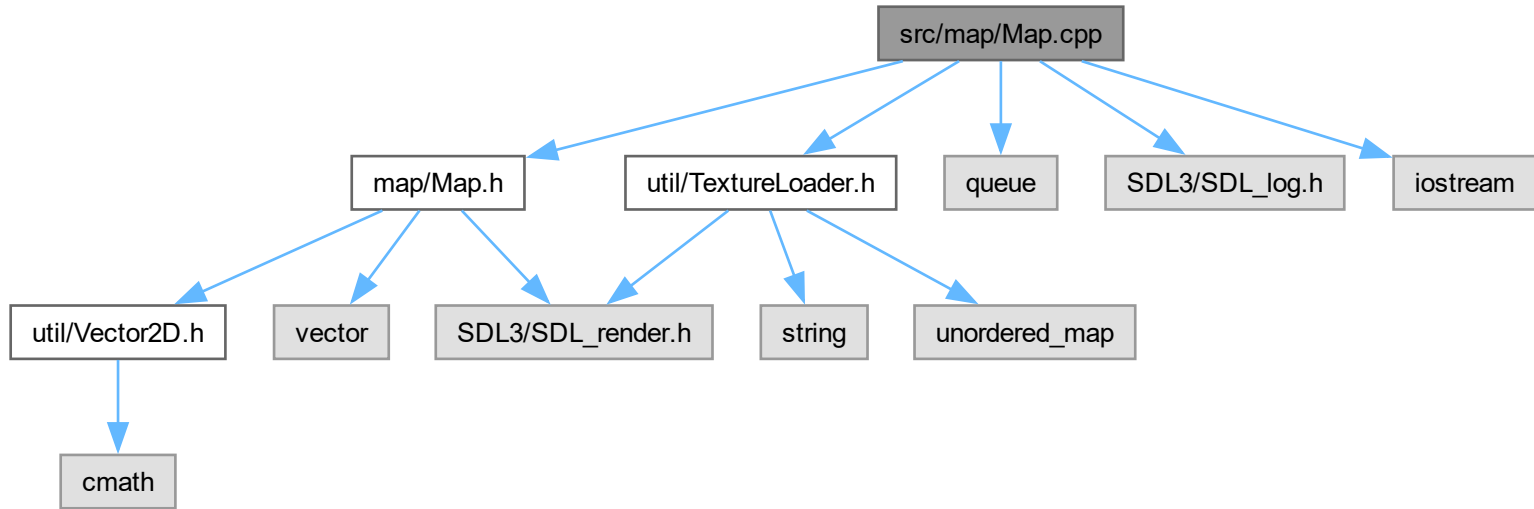 src/map/Map.cpp
map/Map.h
util/TextureLoader.h
queue
SDL3/SDL_log.h
iostream
util/Vector2D.h
vector
SDL3/SDL_render.h
string
unordered_map
cmath